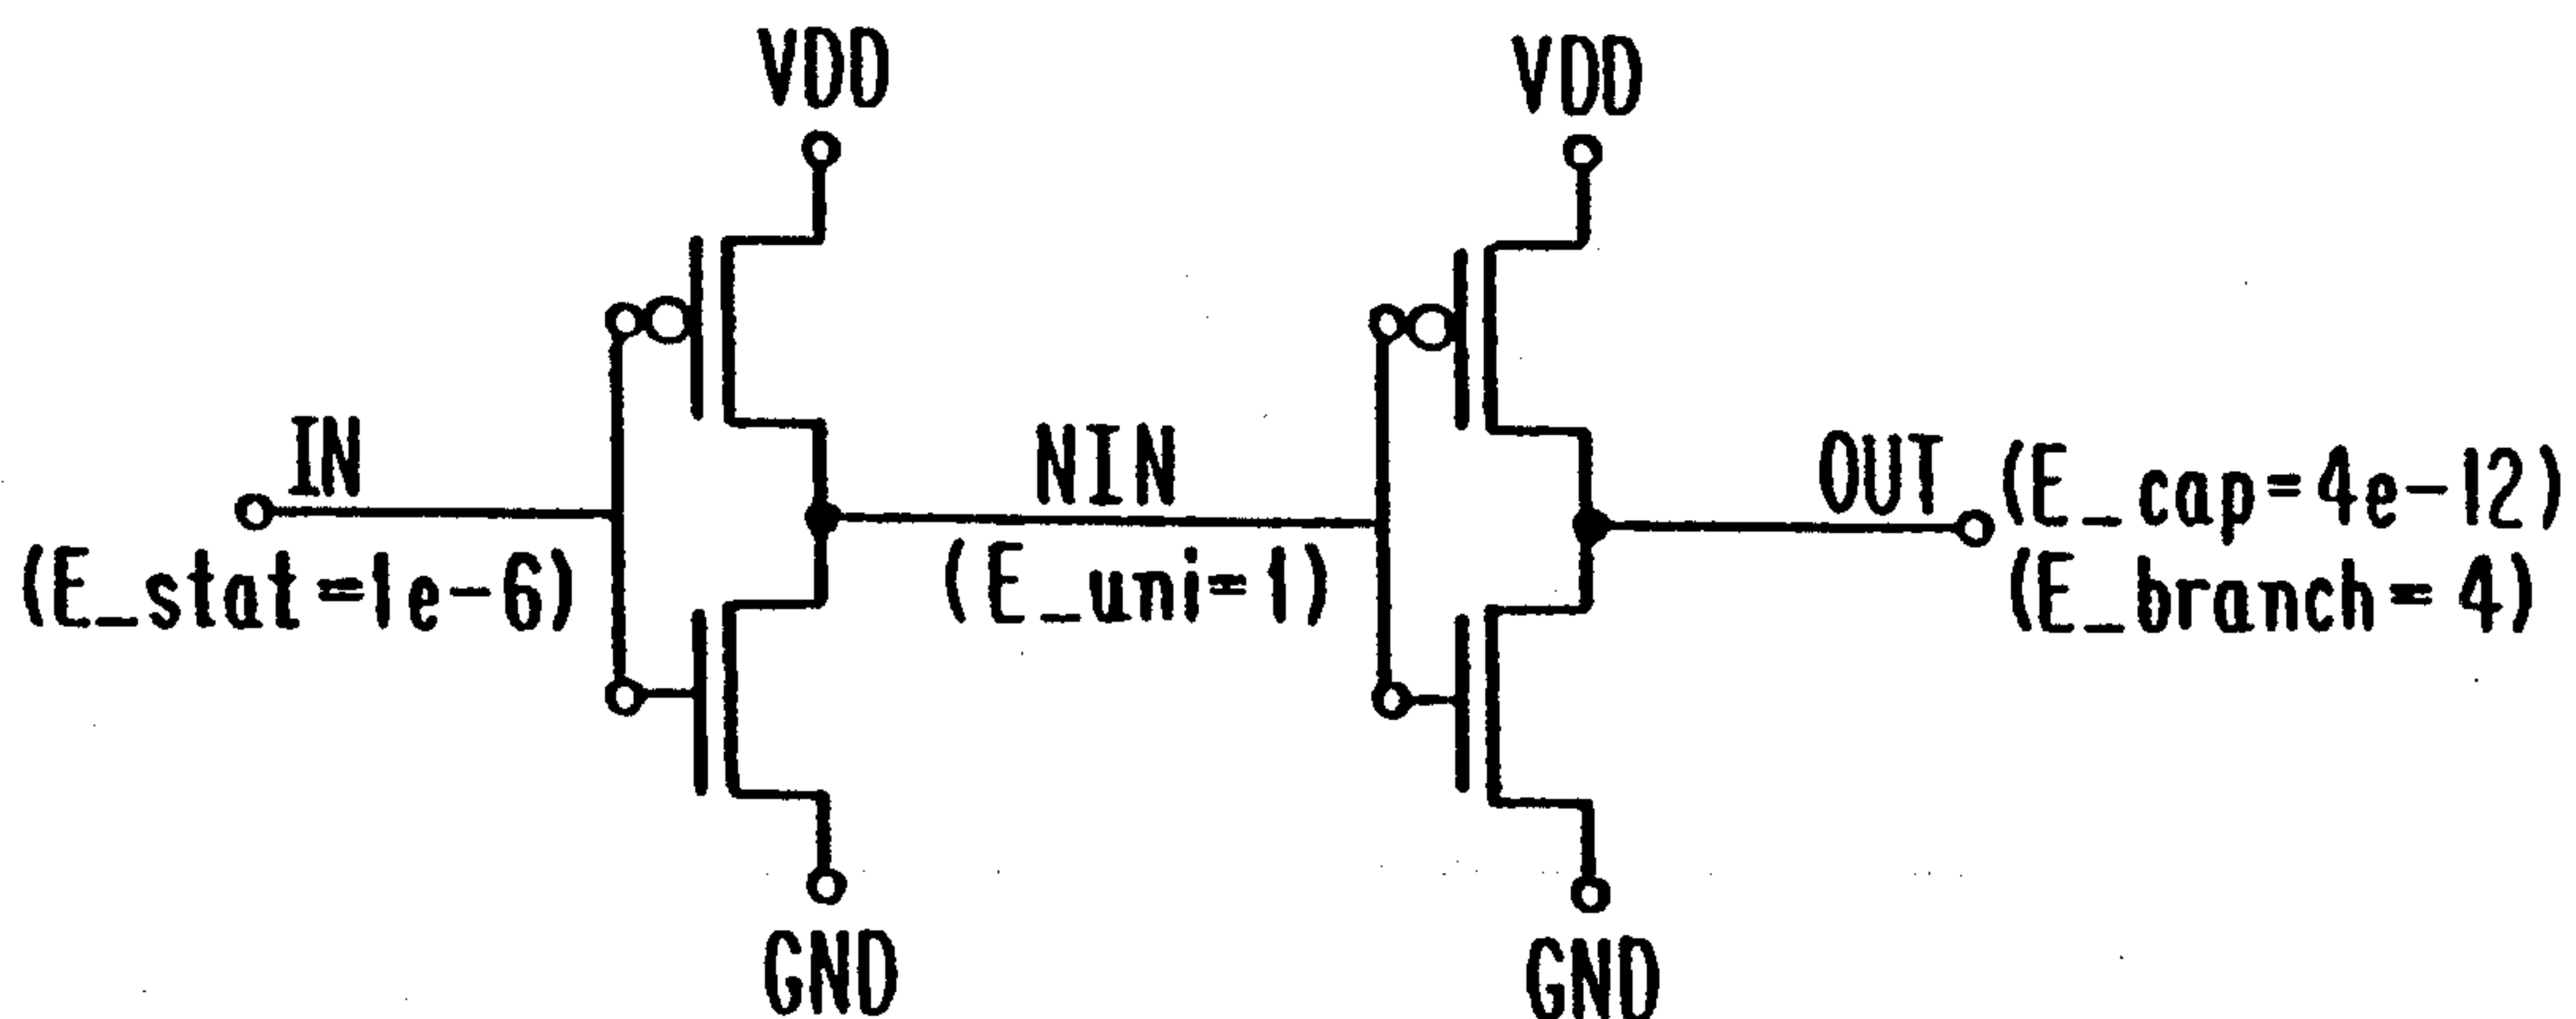 VDD
VDD
IN
NIN
OUT
(E_cap=4e-12)
(E_stat=1e-6)
(E_uni=1)
(E_branch=4)
GND
GND